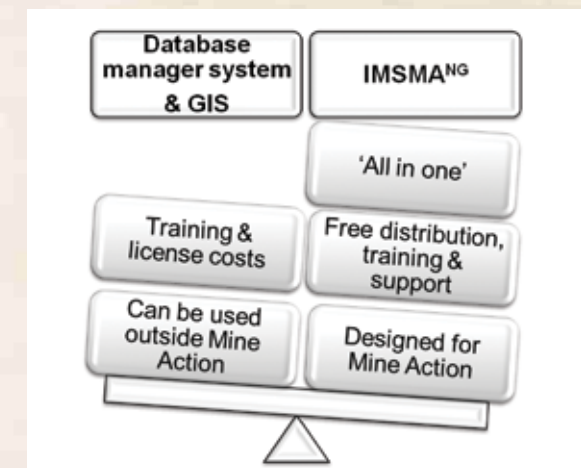 Database
manager system
& GIS
IMSMAᴺᴳ
'All in one'
Training &
license costs
Free distribution,
training &
support
Can be used
outside Mine
Action
Designed for
Mine Action